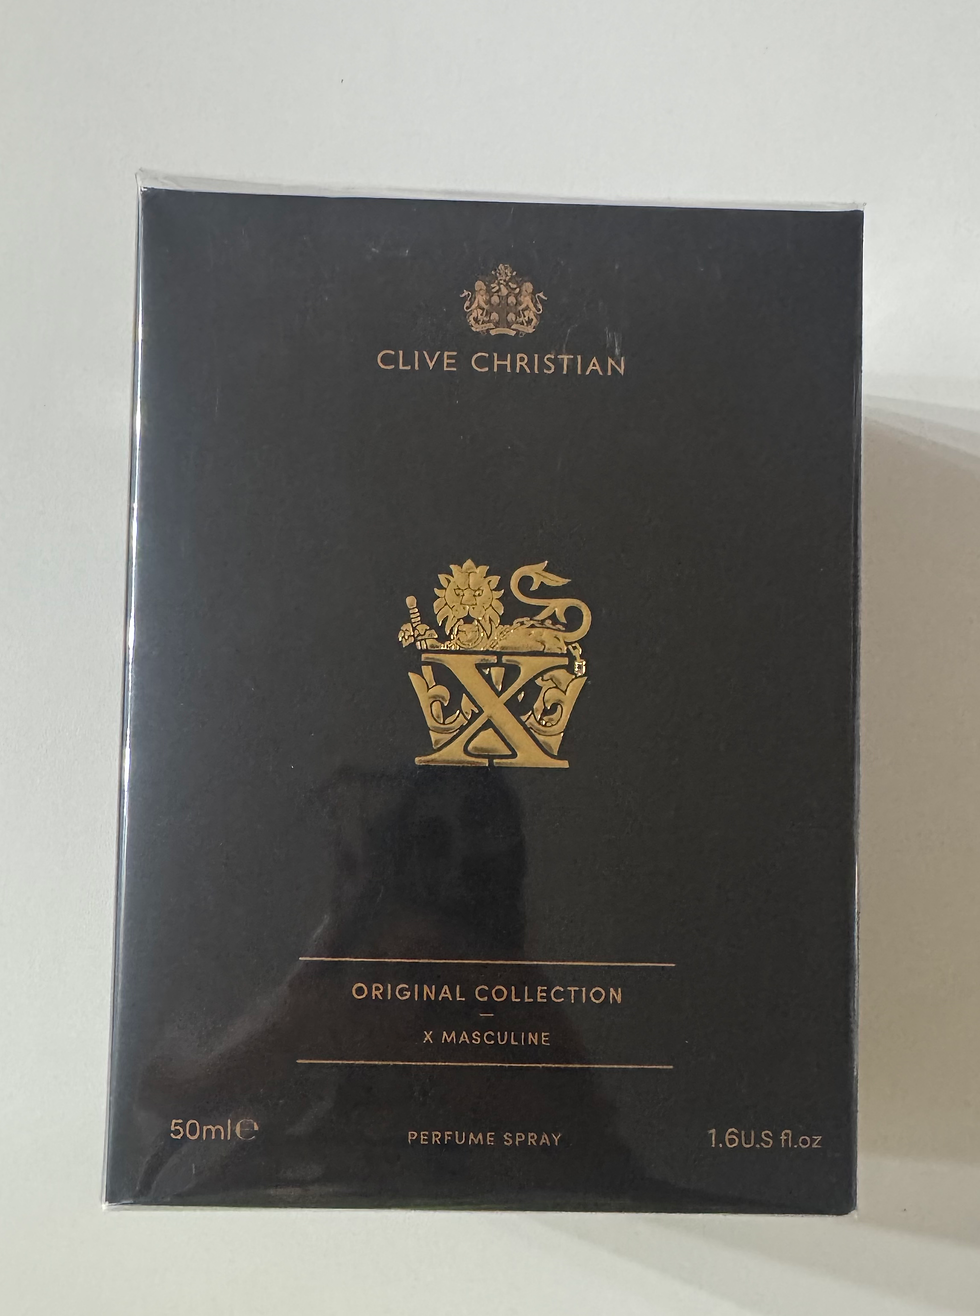 CLIVE CHRISTIAN
X
ORIGINAL COLLECTION
X MASCULINE
50ml℮ PERFUME SPRAY 1.6U.S fl.oz